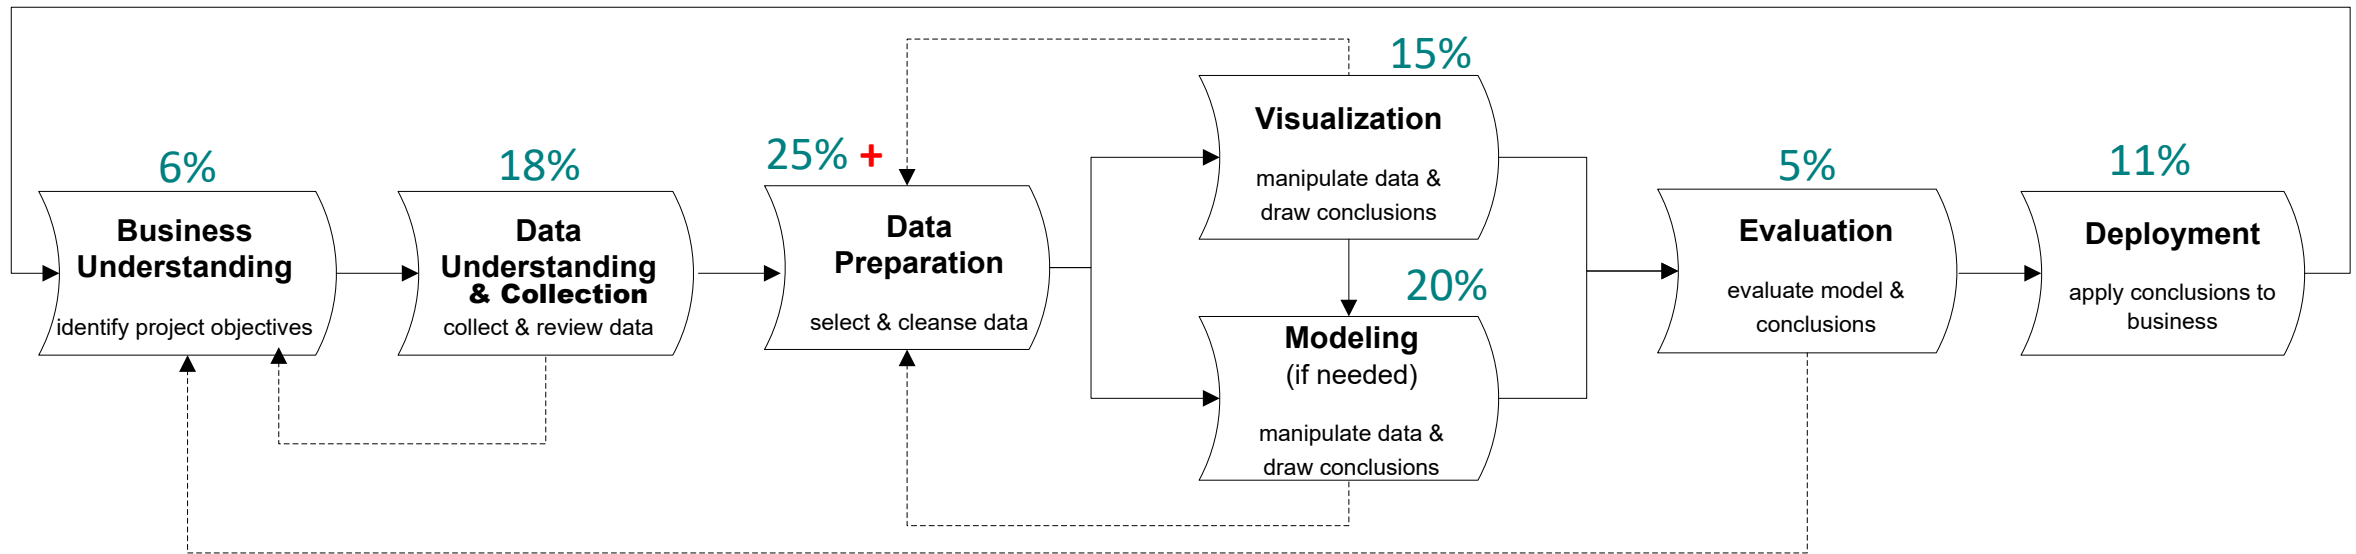 6%
Business
Understanding
identify project objectives
18%
Data
Understanding
& Collection
collect & review data
25% +
Data
Preparation
select & cleanse data
15%
Visualization
manipulate data &
draw conclusions
20%
Modeling
(if needed)
manipulate data &
draw conclusions
5%
Evaluation
evaluate model &
conclusions
11%
Deployment
apply conclusions to
business